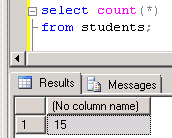 select count(*)
from students;
Results Messages
(No column name)
1 15